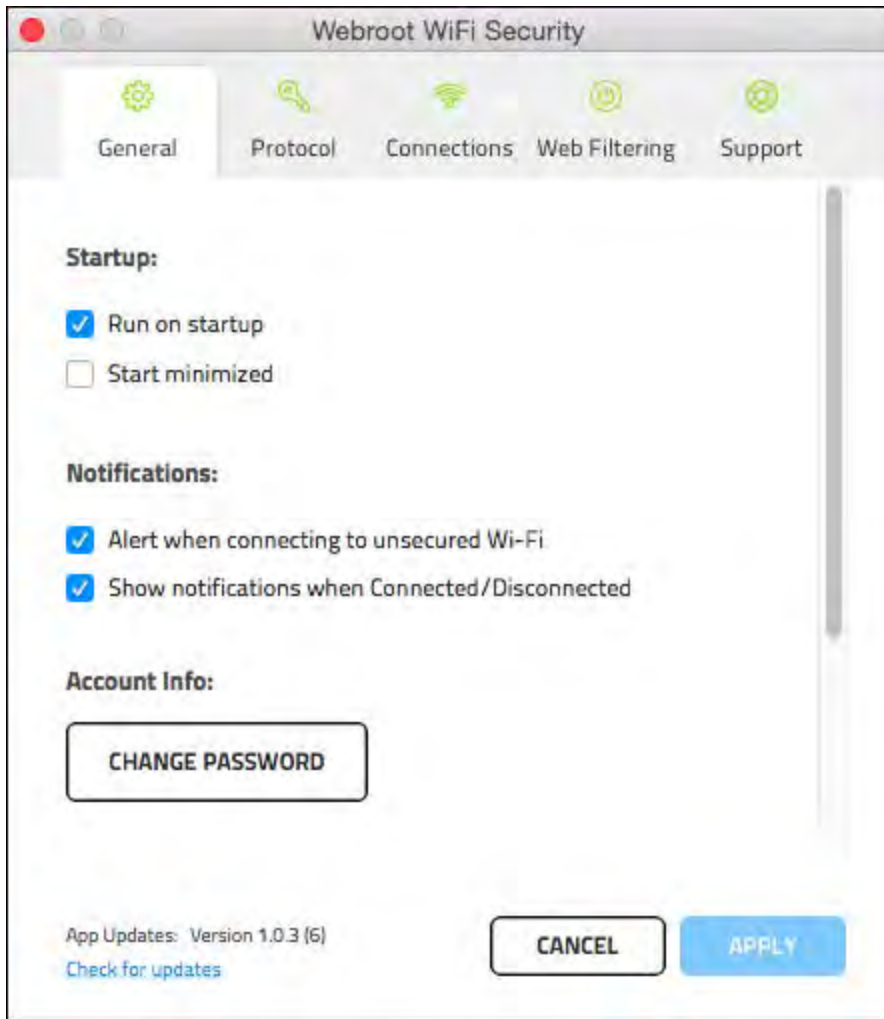 Webroot WiFi Security
General Protocol Connections Web Filtering Support
Startup:
Run on startup
Start minimized
Notifications:
Alert when connecting to unsecured Wi-Fi
Show notifications when Connected/Disconnected
Account Info:
CHANGE PASSWORD
App Updates: Version 1.0.3 (6)
Check for updates
CANCEL APPLY